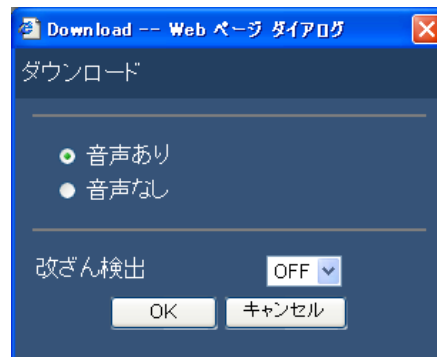 Download -- Web ページ ダイアログ
ダウンロード
音声あり
音声なし
改ざん検出 OFF
OK キャンセル